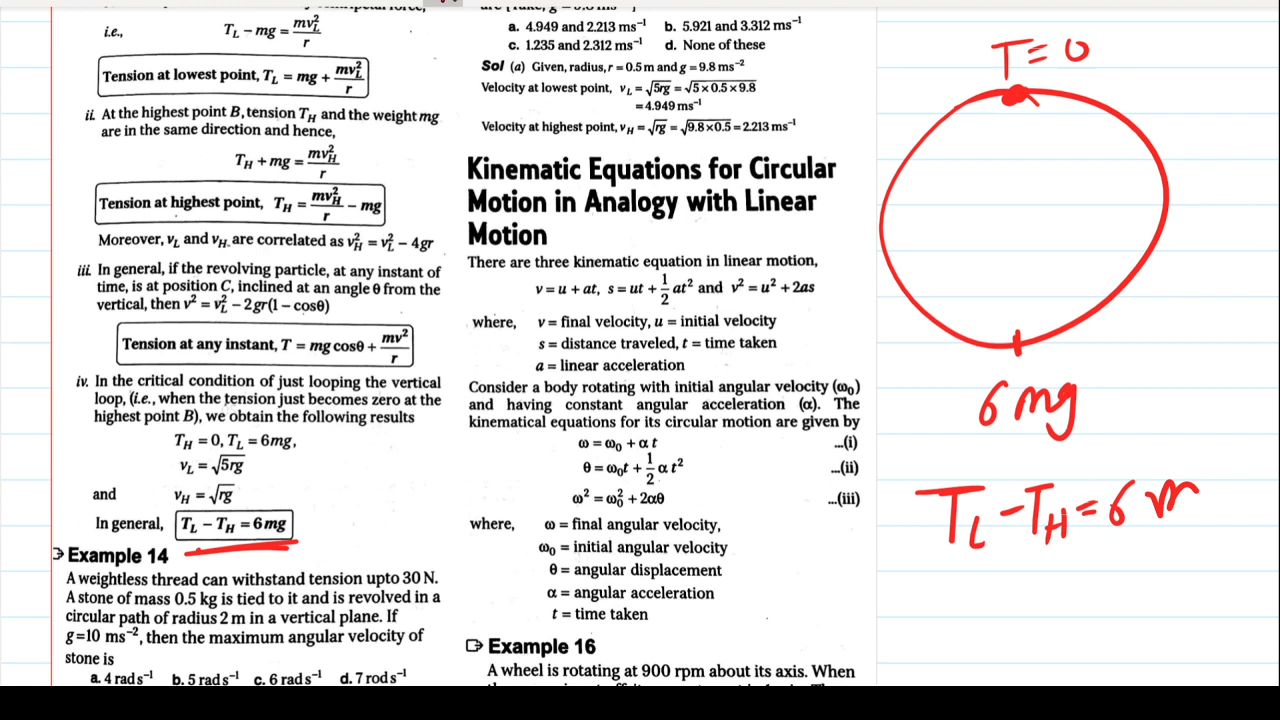 i.e., T_L − mg = mv_L²/r
Tension at lowest point, T_L = mg + mv_L²/r
ii. At the highest point B, tension T_H and the weight mg
are in the same direction and hence,
T_H + mg = mv_H²/r
Tension at highest point, T_H = mv_H²/r − mg
Moreover, v_L and v_H are correlated as v_H² = v_L² − 4gr
iii. In general, if the revolving particle, at any instant of
time, is at position C, inclined at an angle θ from the
vertical, then v² = v_L² − 2gr(1 − cosθ)
Tension at any instant, T = mg cosθ + mv²/r
iv. In the critical condition of just looping the vertical
loop, (i.e., when the tension just becomes zero at the
highest point B), we obtain the following results
T_H = 0, T_L = 6mg,
v_L = √5rg
and v_H = √rg
In general, T_L − T_H = 6mg
Example 14
A weightless thread can withstand tension upto 30 N.
A stone of mass 0.5 kg is tied to it and is revolved in a
circular path of radius 2 m in a vertical plane. If
g=10 ms⁻², then the maximum angular velocity of
stone is
a. 4 rad s⁻¹ b. 5 rad s⁻¹ c. 6 rad s⁻¹ d. 7 rod s⁻¹
a. 4.949 and 2.213 ms⁻¹ b. 5.921 and 3.312 ms⁻¹
c. 1.235 and 2.312 ms⁻¹ d. None of these
Sol (a) Given, radius, r = 0.5 m and g = 9.8 ms⁻²
Velocity at lowest point, v_L = √5rg = √5×0.5×9.8
= 4.949 ms⁻¹
Velocity at highest point, v_H = √rg = √9.8×0.5 = 2.213 ms⁻¹
Kinematic Equations for Circular
Motion in Analogy with Linear
Motion
There are three kinematic equation in linear motion,
v = u + at, s = ut + 1/2 at² and v² = u² + 2as
where, v = final velocity, u = initial velocity
s = distance traveled, t = time taken
a = linear acceleration
Consider a body rotating with initial angular velocity (ω₀)
and having constant angular acceleration (α). The
kinematical equations for its circular motion are given by
ω = ω₀ + α t ...(i)
θ = ω₀t + 1/2 α t² ...(ii)
ω² = ω₀² + 2αθ ...(iii)
where, ω = final angular velocity,
ω₀ = initial angular velocity
θ = angular displacement
α = angular acceleration
t = time taken
Example 16
A wheel is rotating at 900 rpm about its axis. When
T = 0
6 mg
T_L − T_H = 6 m